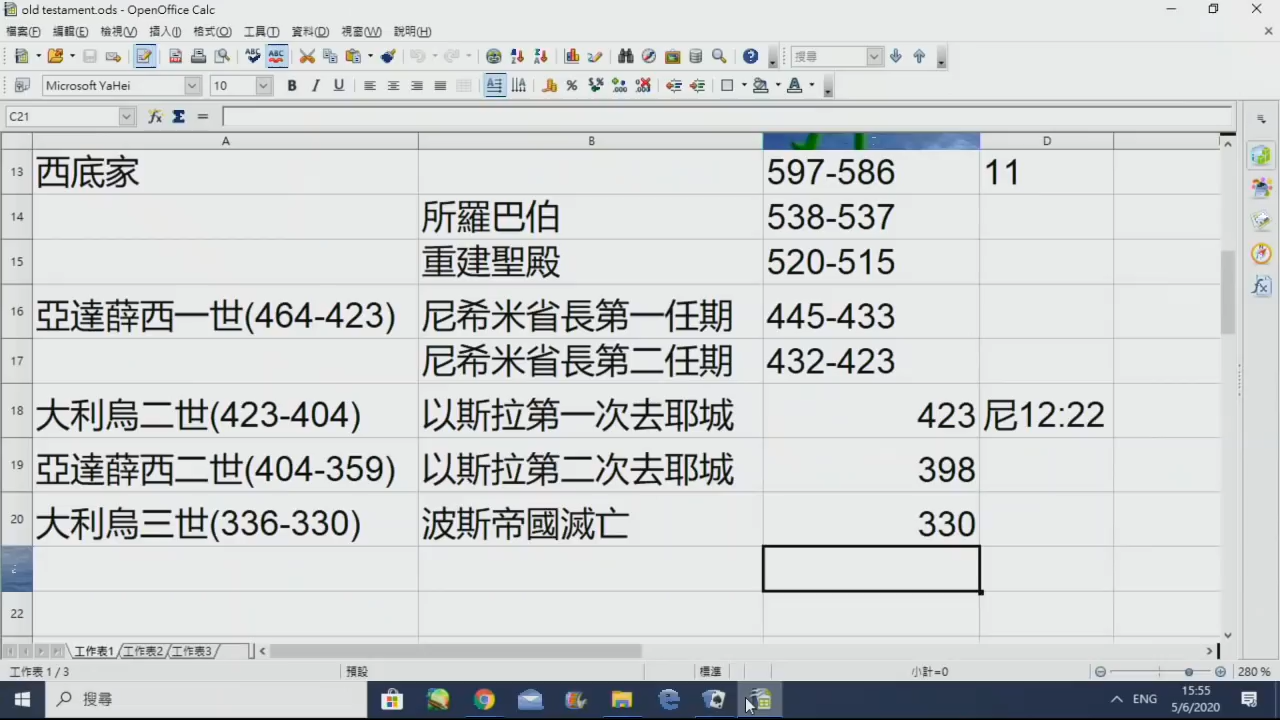 old testament.ods - OpenOffice Calc
檔案(F) 編輯(E) 檢視(V) 插入(I) 格式(O) 工具(T) 資料(D) 視窗(W) 說明(H)
搜尋
Microsoft YaHei 10
C21
A B D
13 西底家 597-586 11
14 所羅巴伯 538-537
15 重建聖殿 520-515
16 亞達薛西一世(464-423) 尼希米省長第一任期 445-433
17 尼希米省長第二任期 432-423
18 大利烏二世(423-404) 以斯拉第一次去耶城 423 尼12:22
19 亞達薛西二世(404-359) 以斯拉第二次去耶城 398
20 大利烏三世(336-330) 波斯帝國滅亡 330
22
工作表1 工作表2 工作表3
工作表 1 / 3 預設 標準 小計=0 280 %
搜尋 ENG 15:55
5/6/2020